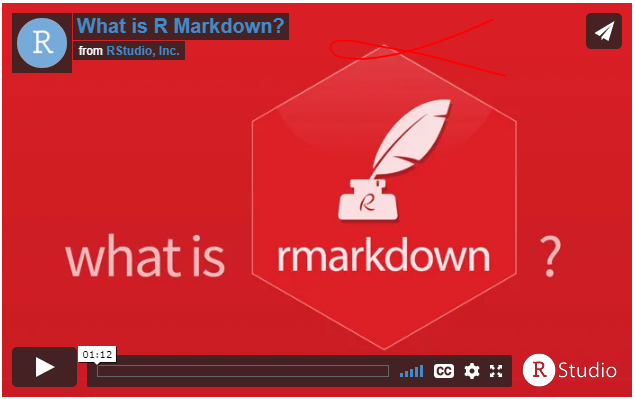 R
What is R Markdown?
from RStudio, Inc.
R
what is rmarkdown ?
01:12
CC
R Studio